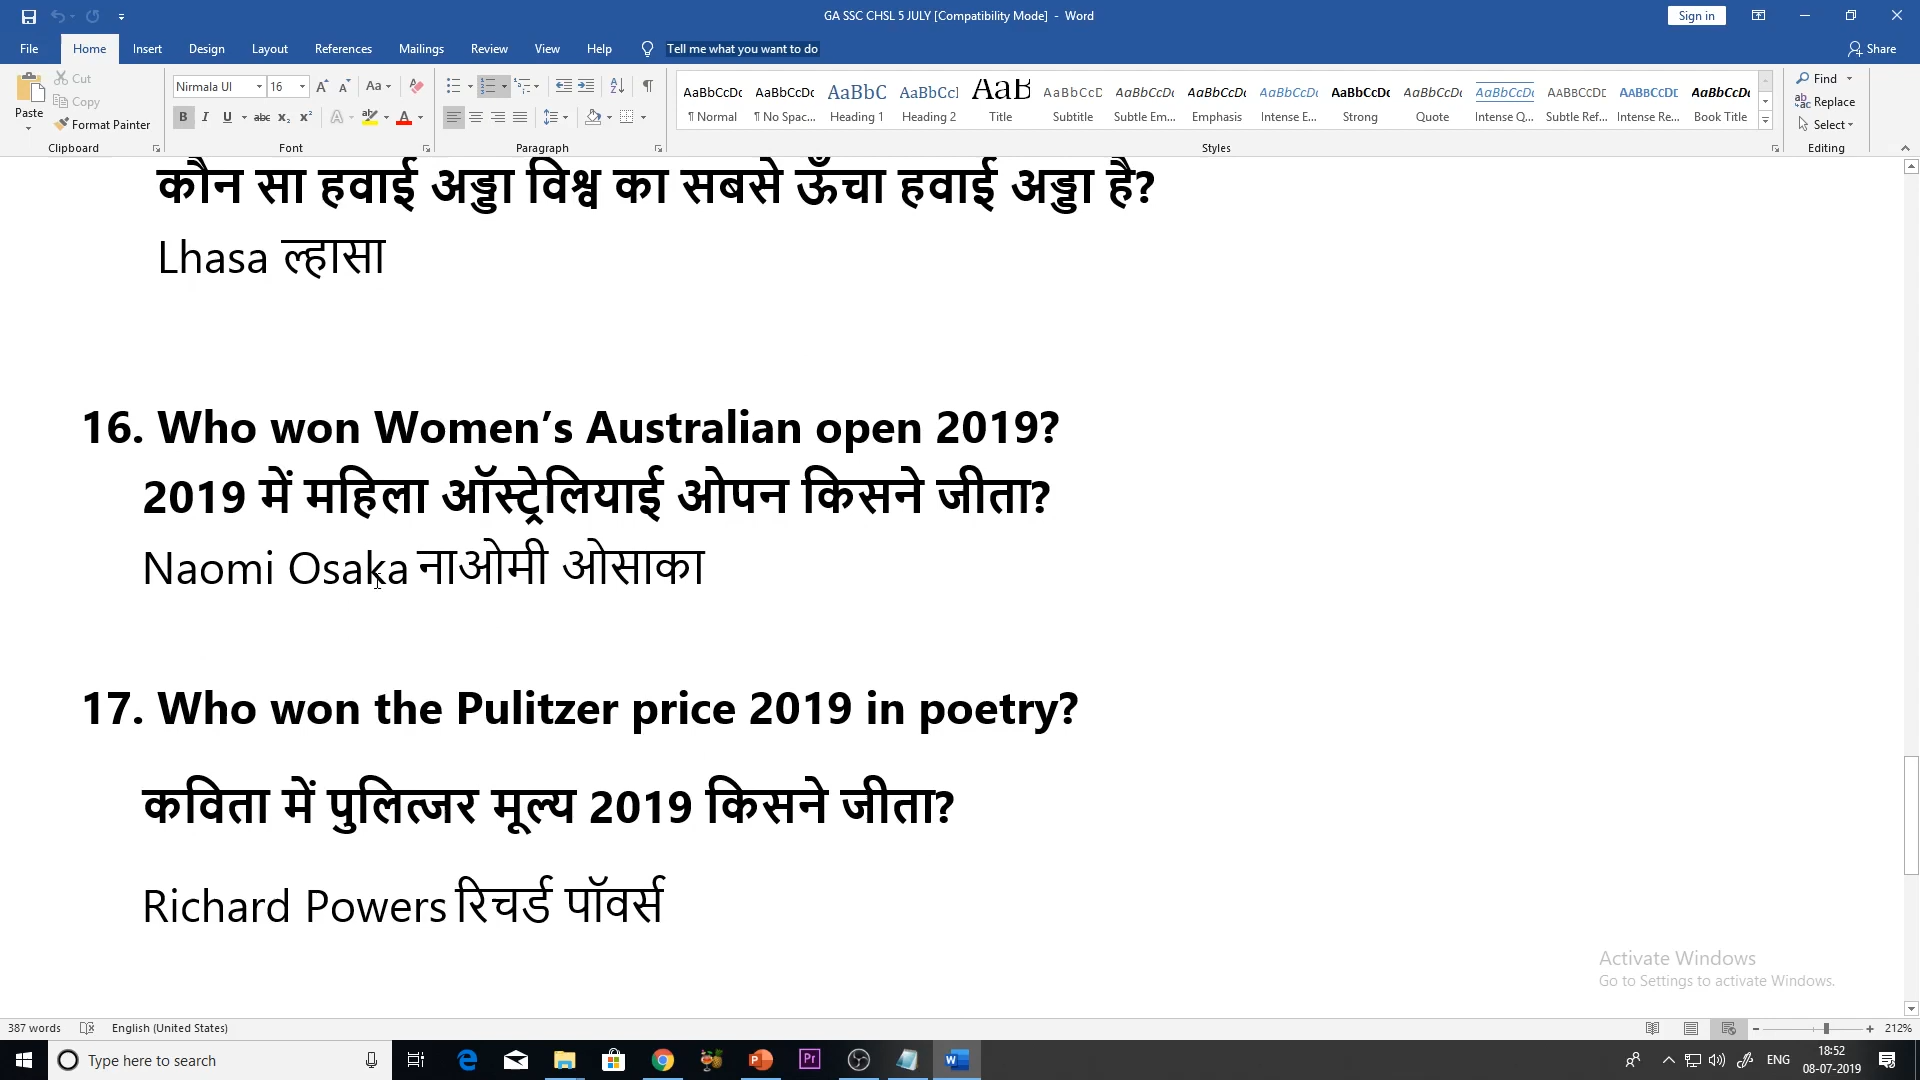 GA SSC CHSL 5 JULY [Compatibility Mode] - Word
Sign in
File Home Insert Design Layout References Mailings Review View Help Tell me what you want to do Share
Paste
Cut
Copy
Format Painter
Clipboard
Nirmala UI 16
Font
Paragraph
AaBbCcDc AaBbCcDc AaBbC AaBbCcI AaB AaBbCcD AaBbCcDc AaBbCcDc AaBbCcDc AaBbCcDc AaBbCcDc AaBbCcDc AABBCCDE AABBCCDE AaBbCcDc
¶ Normal ¶ No Spac... Heading 1 Heading 2 Title Subtitle Subtle Em... Emphasis Intense E... Strong Quote Intense Q... Subtle Ref... Intense Re... Book Title
Styles
Find
Replace
Select
Editing
कौन सा हवाई अड्डा विश्व का सबसे ऊँचा हवाई अड्डा है?
Lhasa ल्हासा
16. Who won Women’s Australian open 2019?
2019 में महिला ऑस्ट्रेलियाई ओपन किसने जीता?
Naomi Osaka नाओमी ओसाका
17. Who won the Pulitzer price 2019 in poetry?
कविता में पुलित्जर मूल्य 2019 किसने जीता?
Richard Powers रिचर्ड पॉवर्स
Activate Windows
Go to Settings to activate Windows.
387 words English (United States) 212%
Type here to search
ENG
18:52
08-07-2019